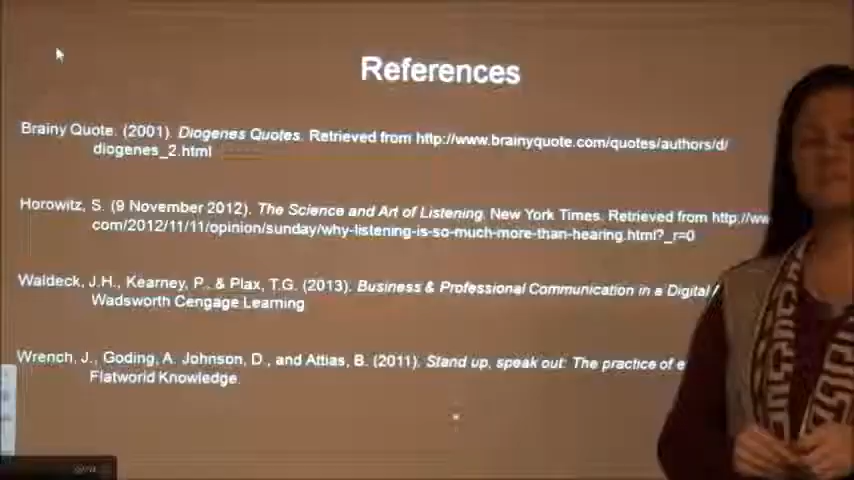 References
Brainy Quote. (2001). Diogenes Quotes. Retrieved from http://www.brainyquote.com/quotes/authors/d/
diogenes_2.html
Horowitz, S. (9 November 2012). The Science and Art of Listening. New York Times. Retrieved from http://ww
com/2012/11/11/opinion/sunday/why-listening-is-so-much-more-than-hearing.html?_r=0
Waldeck, J.H., Kearney, P., & Plax, T.G. (2013). Business & Professional Communication in a Digital
Wadsworth Cengage Learning
Wrench, J., Goding, A. Johnson, D., and Attias, B. (2011). Stand up, speak out: The practice of
Flatworld Knowledge.